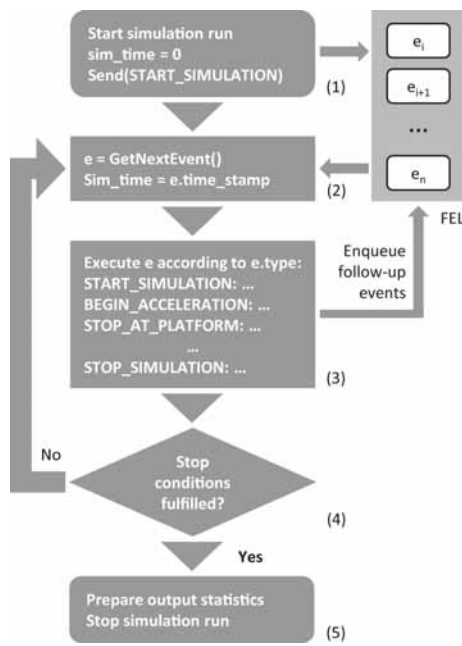 Start simulation run
sim_time = 0
Send(START_SIMULATION)
(1)
e_i
e_{i+1}
...
e_n
FEL
e = GetNextEvent()
Sim_time = e.time_stamp
(2)
Enqueue
follow-up
events
Execute e according to e.type:
START_SIMULATION: ...
BEGIN_ACCELERATION: ...
STOP_AT_PLATFORM: ...
...
STOP_SIMULATION: ...
(3)
No
Stop
conditions
fulfilled?
(4)
Yes
Prepare output statistics
Stop simulation run
(5)